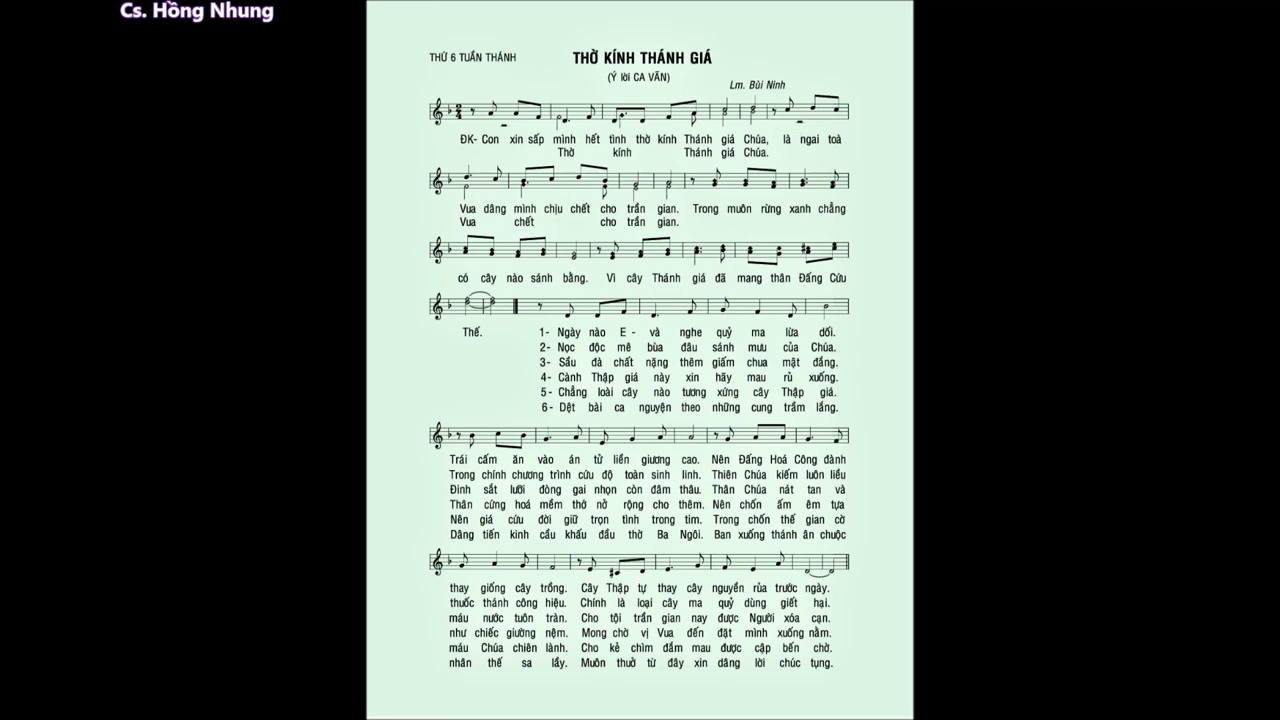 Cs. Hồng Nhung
THỨ 6 TUẦN THÁNH
THỜ KÍNH THÁNH GIÁ
(Ý lời CA VÃN)
Lm. Bùi Ninh
ĐK- Con xin sấp mình hết tình thờ kính Thánh giá Chúa, là ngai toà
Thờ kính Thánh giá Chúa.
Vua dâng mình chịu chết cho trần gian. Trong muôn rừng xanh chẳng
Vua chết cho trần gian.
có cây nào sánh bằng. Vì cây Thánh giá đã mang thân Đấng Cứu
Thế. 1- Ngày nào E - và nghe quỷ ma lừa dối.
2- Nọc độc mê bùa đâu sánh mưu của Chúa.
3- Sầu đà chất nặng thêm giấm chua mật đắng.
4- Cành Thập giá này xin hãy mau rủ xuống.
5- Chẳng loài cây nào tương xứng cây Thập giá.
6- Dệt bài ca nguyện theo những cung trầm lắng.
Trái cấm ăn vào án tử liền giương cao. Nên Đấng Hoá Công đành
Trong chính chương trình cứu độ toàn sinh linh. Thiên Chúa kiếm luôn liều
Đinh sắt lưỡi đòng gai nhọn còn đâm thâu. Thân Chúa nát tan và
Thân cứng hoá mềm thớ nở rộng cho thêm. Nên chốn ấm êm tựa
Nên giá cứu đời giữ trọn tình trong tim. Trong chốn thế gian cờ
Dâng tiến kinh cầu khấu đầu thờ Ba Ngôi. Ban xuống thánh ân chuộc
thay giống cây trồng. Cây Thập tự thay cây nguyền rủa trước ngày.
thuốc thánh công hiệu. Chính là loại cây ma quỷ dùng giết hại.
máu nước tuôn tràn. Cho tội trần gian nay được Người xóa cạn.
như chiếc giường nệm. Mong chờ vị Vua đến đặt mình xuống nằm.
máu Chúa chiên lành. Cho kẻ chìm đắm mau được cập bến chờ.
nhân thế sa lầy. Muôn thuở từ đây xin dâng lời chúc tụng.